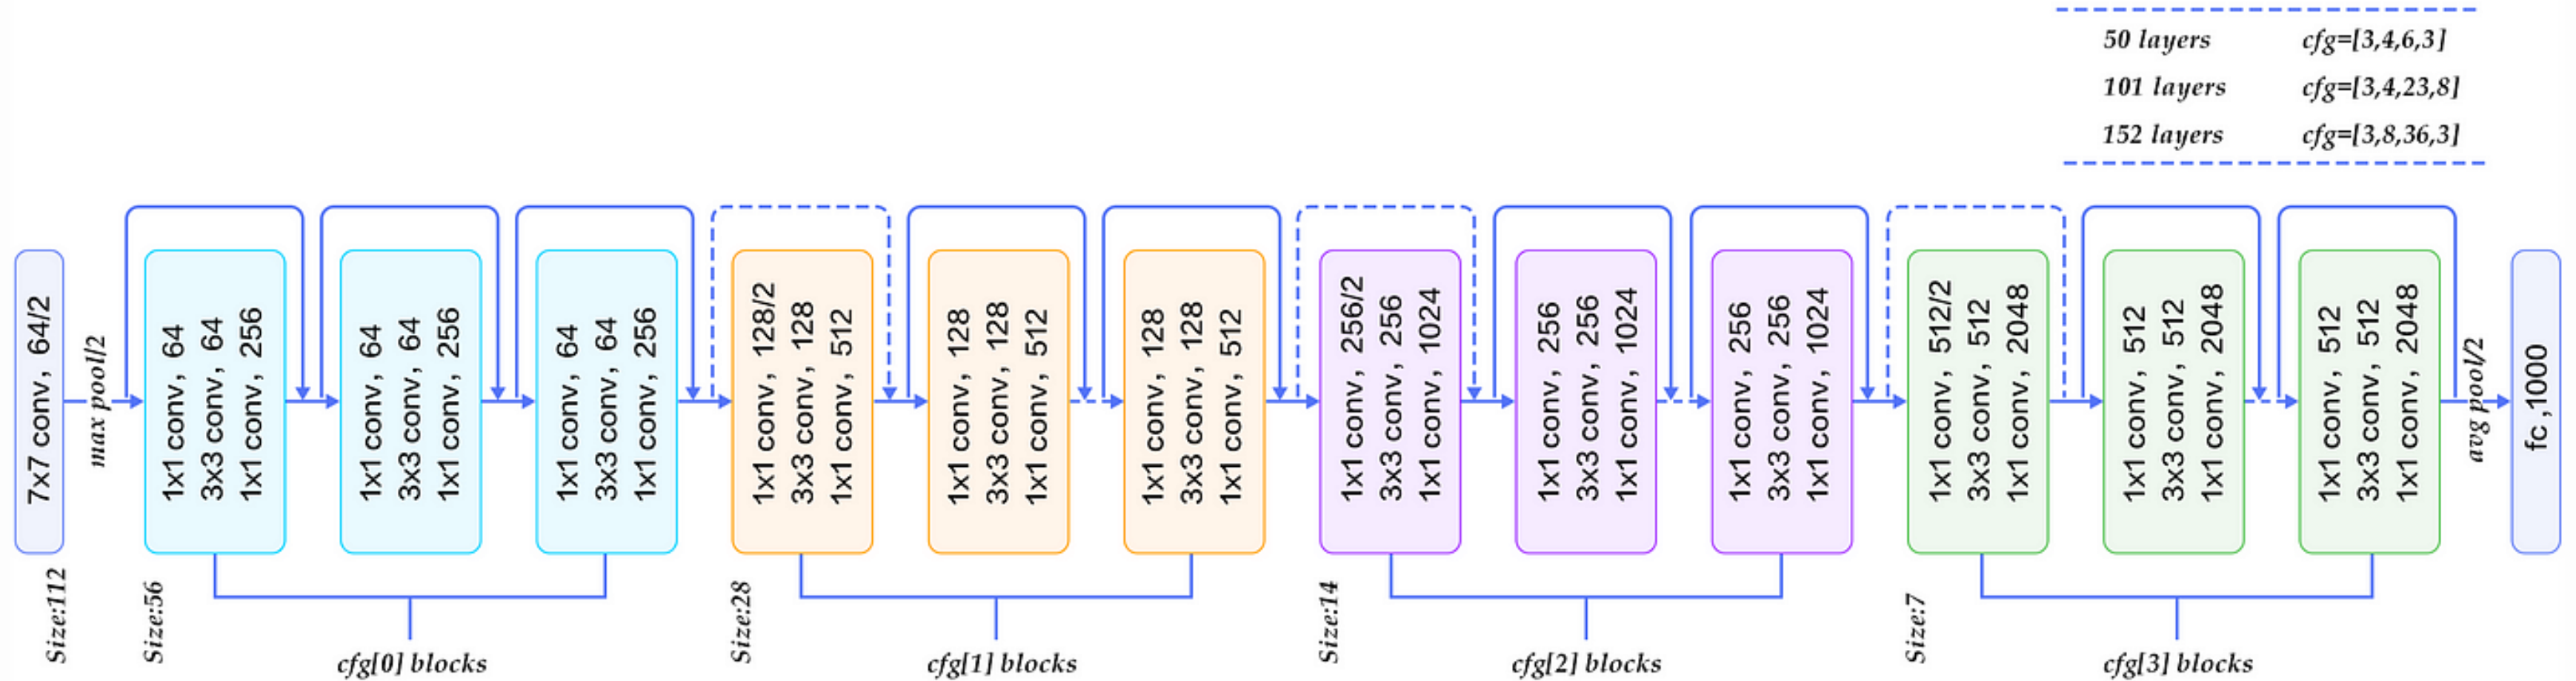 50 layers cfg=[3,4,6,3]
101 layers cfg=[3,4,23,8]
152 layers cfg=[3,8,36,3]
7x7 conv, 64/2
max pool/2
1x1 conv, 64
3x3 conv, 64
1x1 conv, 256
1x1 conv, 64
3x3 conv, 64
1x1 conv, 256
1x1 conv, 64
3x3 conv, 64
1x1 conv, 256
1x1 conv, 128/2
3x3 conv, 128
1x1 conv, 512
1x1 conv, 128
3x3 conv, 128
1x1 conv, 512
1x1 conv, 128
3x3 conv, 128
1x1 conv, 512
1x1 conv, 256/2
3x3 conv, 256
1x1 conv, 1024
1x1 conv, 256
3x3 conv, 256
1x1 conv, 1024
1x1 conv, 256
3x3 conv, 256
1x1 conv, 1024
1x1 conv, 512/2
3x3 conv, 512
1x1 conv, 2048
1x1 conv, 512
3x3 conv, 512
1x1 conv, 2048
1x1 conv, 512
3x3 conv, 512
1x1 conv, 2048
avg pool/2
fc ,1000
Size:112
Size:56
cfg[0] blocks
Size:28
cfg[1] blocks
Size:14
cfg[2] blocks
Size:7
cfg[3] blocks